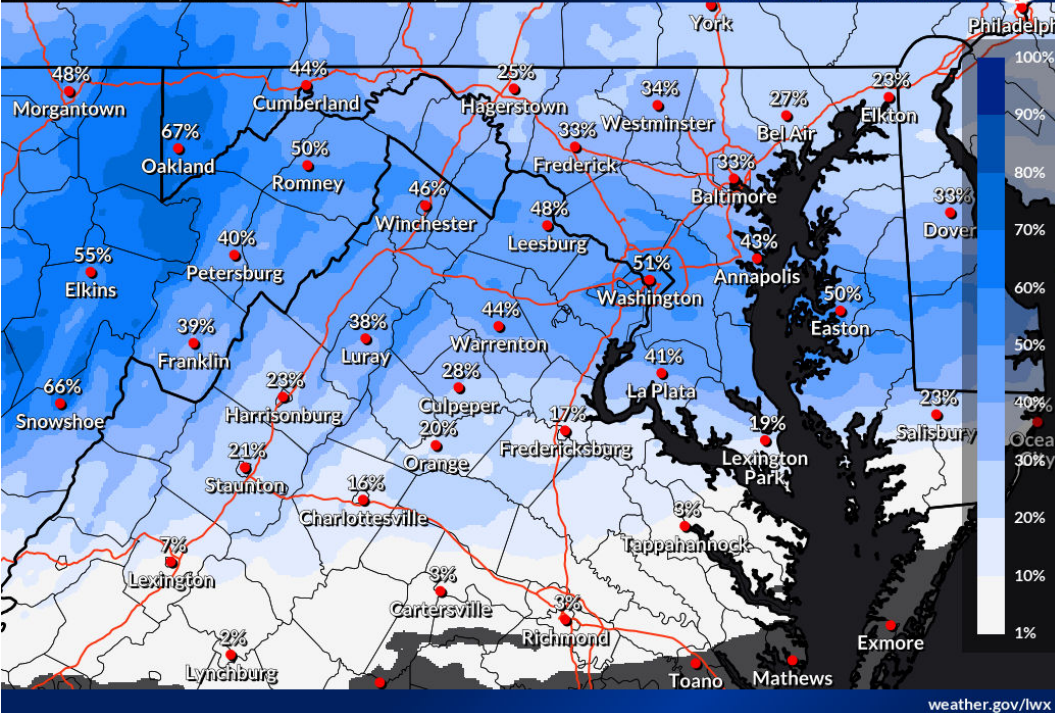 York
Philadelph
48%
Morgantown
44%
Cumberland
25%
Hagerstown
34%
Westminster
27%
Bel Air
23%
Elkton
100%
90%
67%
Oakland
50%
Romney
33%
Frederick
33%
Baltimore
80%
46%
Winchester
48%
Leesburg
33%
Dover
70%
40%
Petersburg
55%
Elkins
51%
Washington
43%
Annapolis
50%
Easton
60%
39%
Franklin
38%
Luray
44%
Warrenton
50%
66%
Snowshoe
23%
Harrisonburg
28%
Culpeper
41%
La Plata
40%
20%
Orange
17%
Fredericksburg
19%
Lexington
Park
23%
Salisbury
Ocea
30%
21%
Staunton
16%
Charlottesville
3%
Tappahannock
20%
7%
Lexington
3%
Cartersville
3%
Richmond
10%
2%
Lynchburg
Toano
Mathews
Exmore
1%
weather.gov/lwx